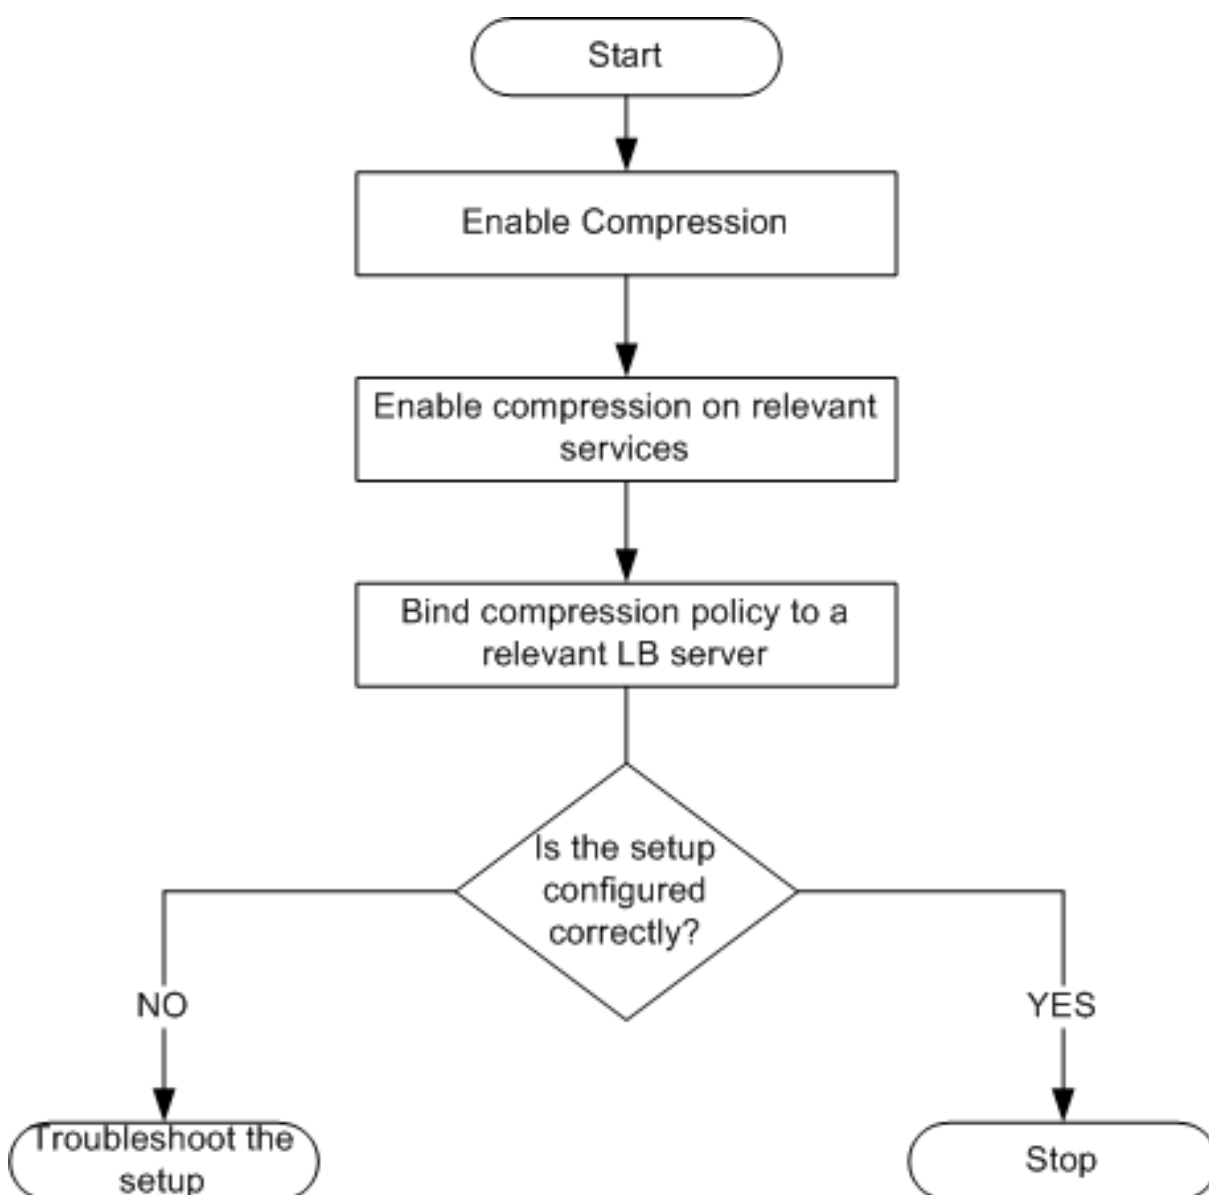 Start
Enable Compression
Enable compression on relevant
services
Bind compression policy to a
relevant LB server
Is the setup
configured
correctly?
NO
YES
Troubleshoot the
setup
Stop